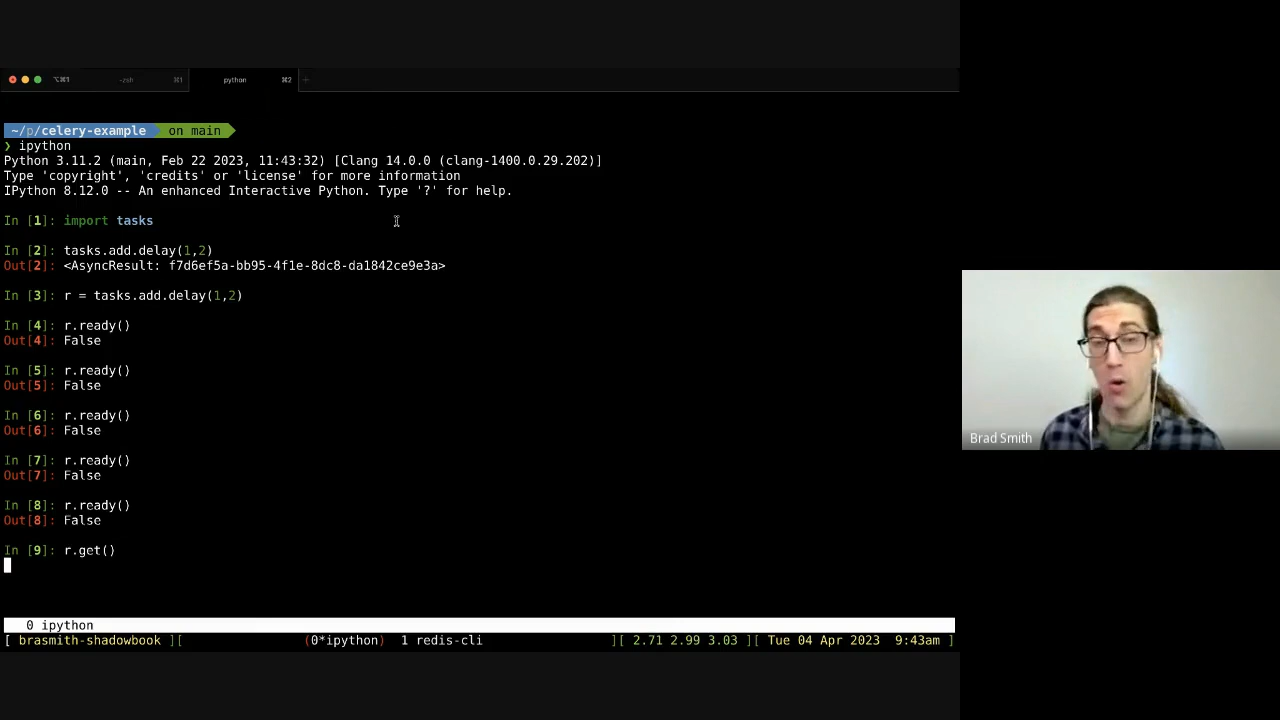 ⌥⌘1 -zsh ⌘1 python ⌘2 +
~/p/celery-example on main
❯ ipython
Python 3.11.2 (main, Feb 22 2023, 11:43:32) [Clang 14.0.0 (clang-1400.0.29.202)]
Type 'copyright', 'credits' or 'license' for more information
IPython 8.12.0 -- An enhanced Interactive Python. Type '?' for help.
In [1]: import tasks
In [2]: tasks.add.delay(1,2)
Out[2]: <AsyncResult: f7d6ef5a-bb95-4f1e-8dc8-da1842ce9e3a>
In [3]: r = tasks.add.delay(1,2)
In [4]: r.ready()
Out[4]: False
In [5]: r.ready()
Out[5]: False
In [6]: r.ready()
Out[6]: False
In [7]: r.ready()
Out[7]: False
In [8]: r.ready()
Out[8]: False
In [9]: r.get()
0 ipython
[ brasmith-shadowbook ][ (0*ipython) 1 redis-cli ][ 2.71 2.99 3.03 ][ Tue 04 Apr 2023 9:43am ]
Brad Smith